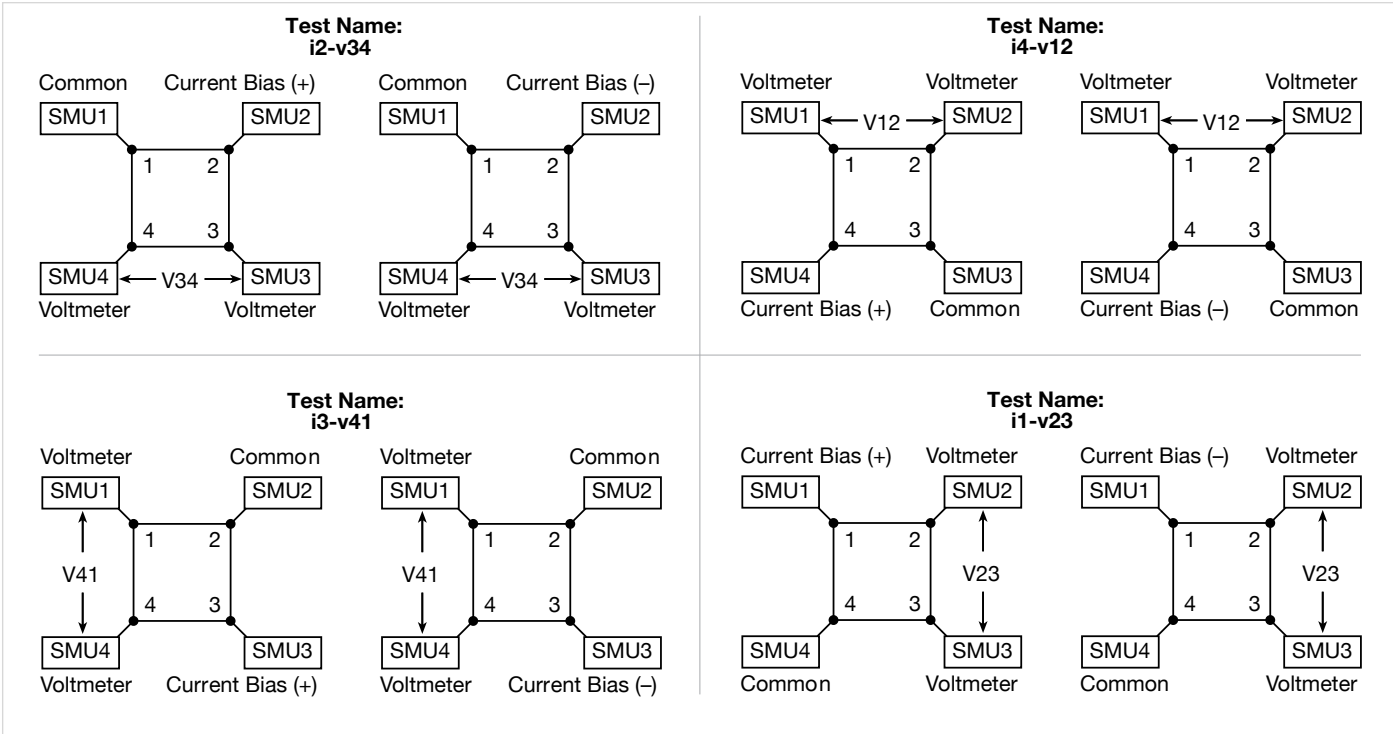 Test Name:
i2-v34
Common Current Bias (+) Common Current Bias (–)
SMU1 SMU2 SMU1 SMU2
1 2 1 2
4 3 4 3
SMU4 V34 SMU3 SMU4 V34 SMU3
Voltmeter Voltmeter Voltmeter Voltmeter
Test Name:
i4-v12
Voltmeter Voltmeter Voltmeter Voltmeter
SMU1 V12 SMU2 SMU1 V12 SMU2
1 2 1 2
4 3 4 3
SMU4 SMU3 SMU4 SMU3
Current Bias (+) Common Current Bias (–) Common
Test Name:
i3-v41
Voltmeter Common Voltmeter Common
SMU1 SMU2 SMU1 SMU2
1 2 1 2
V41 V41
4 3 4 3
SMU4 SMU3 SMU4 SMU3
Voltmeter Current Bias (+) Voltmeter Current Bias (–)
Test Name:
i1-v23
Current Bias (+) Voltmeter Current Bias (–) Voltmeter
SMU1 SMU2 SMU1 SMU2
1 2 1 2
V23 V23
4 3 4 3
SMU4 SMU3 SMU4 SMU3
Common Voltmeter Common Voltmeter